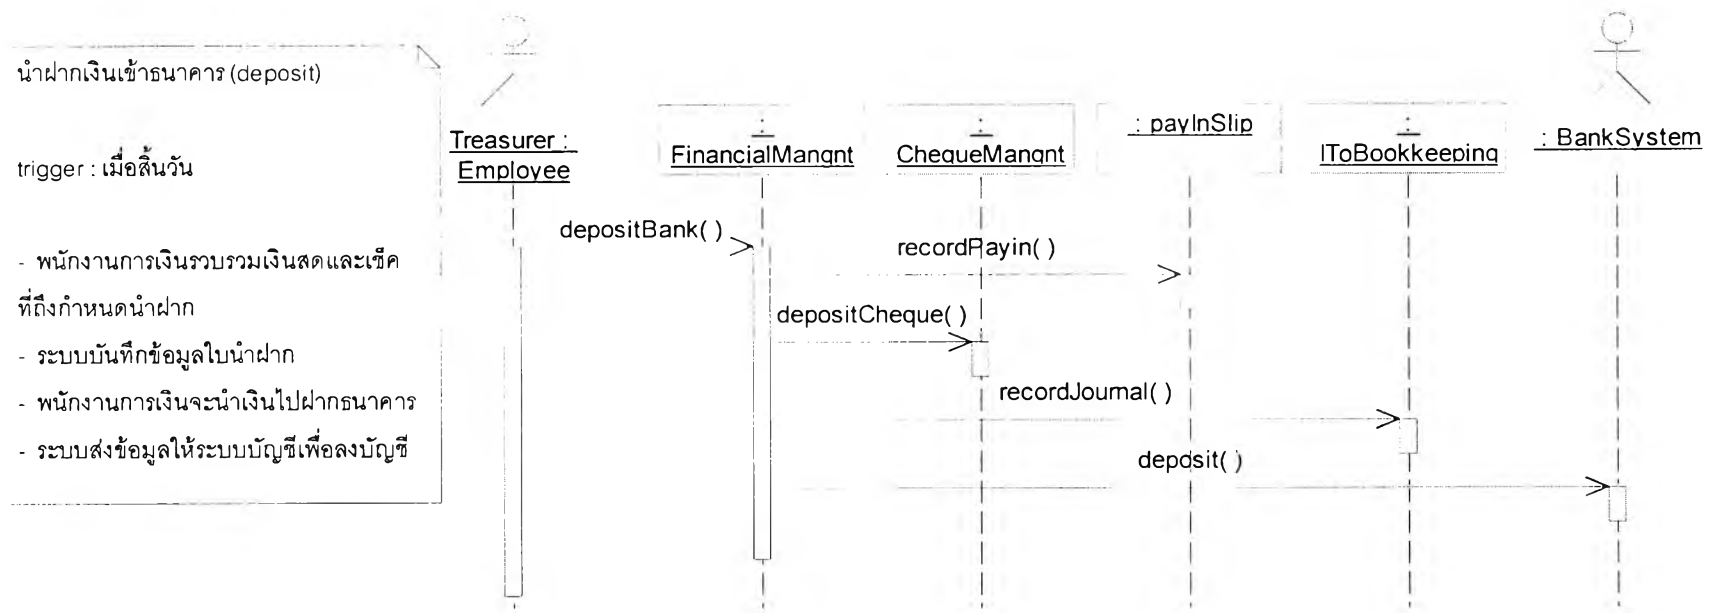 นำฝากเงินเข้าธนาคาร (deposit)
trigger : เมื่อสิ้นวัน
- พนักงานการเงินรวบรวมเงินสดและเช็ค
ที่ถึงกำหนดนำฝาก
- ระบบบันทึกข้อมูลใบนำฝาก
- พนักงานการเงินจะนำเงินไปฝากธนาคาร
- ระบบส่งข้อมูลให้ระบบบัญชีเพื่อลงบัญชี
Treasurer :
Employee
:
FinancialMangnt
:
ChequeMangnt
: payInSlip
:
IToBookkeeping
: BankSystem
depositBank( )
recordPayin( )
depositCheque( )
recordJournal( )
deposit( )